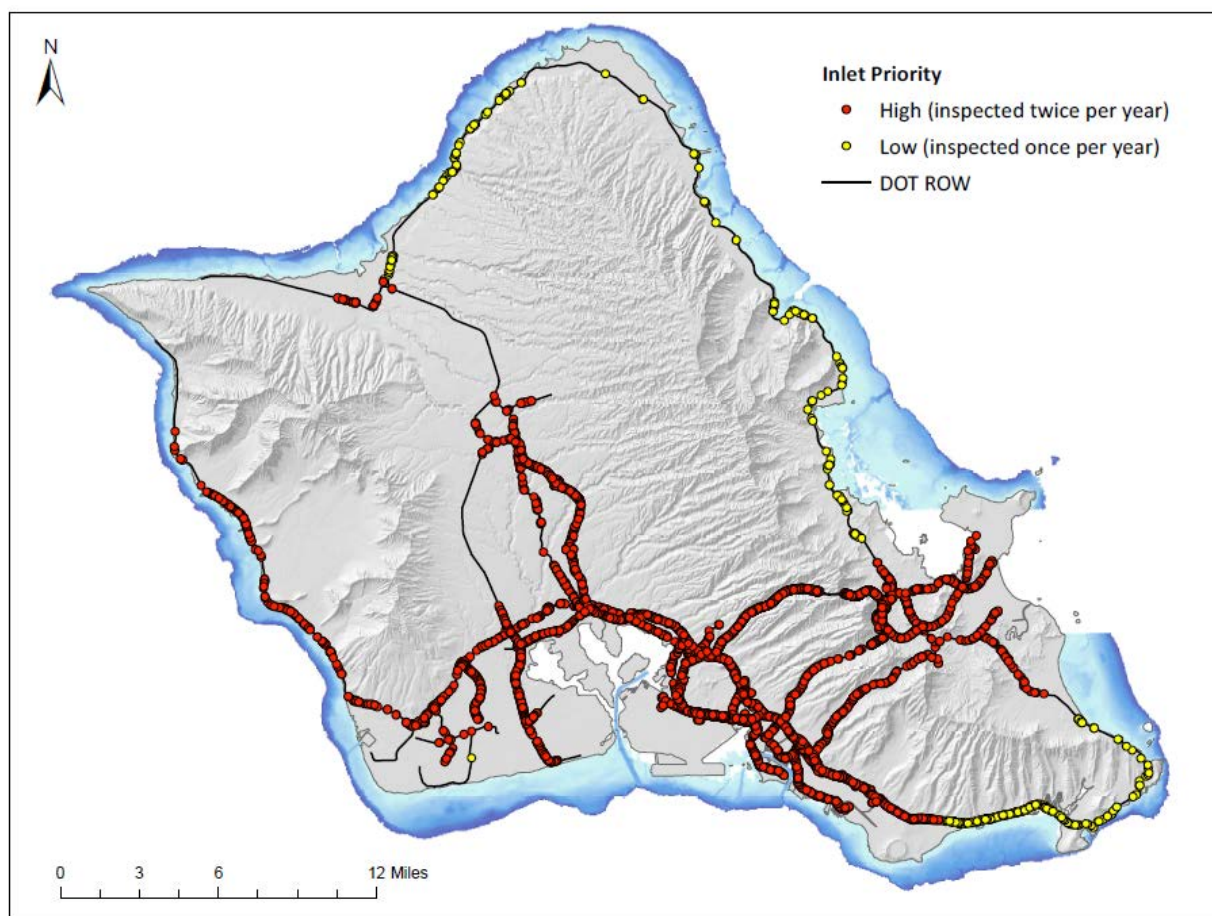 N
Inlet Priority
High (inspected twice per year)
Low (inspected once per year)
DOT ROW
0 3 6 12 Miles